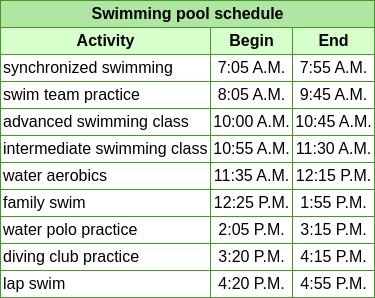 Swimming pool schedule
Activity Begin End
synchronized swimming 7:05 A.M. 7:55 A.M.
swim team practice 8:05 A.M. 9:45 A.M.
advanced swimming class 10:00 A.M. 10:45 A.M.
intermediate swimming class 10:55 A.M. 11:30 A.M.
water aerobics 11:35 A.M. 12:15 P.M.
family swim 12:25 P.M. 1:55 P.M.
water polo practice 2:05 P.M. 3:15 P.M.
diving club practice 3:20 P.M. 4:15 P.M.
lap swim 4:20 P.M. 4:55 P.M.